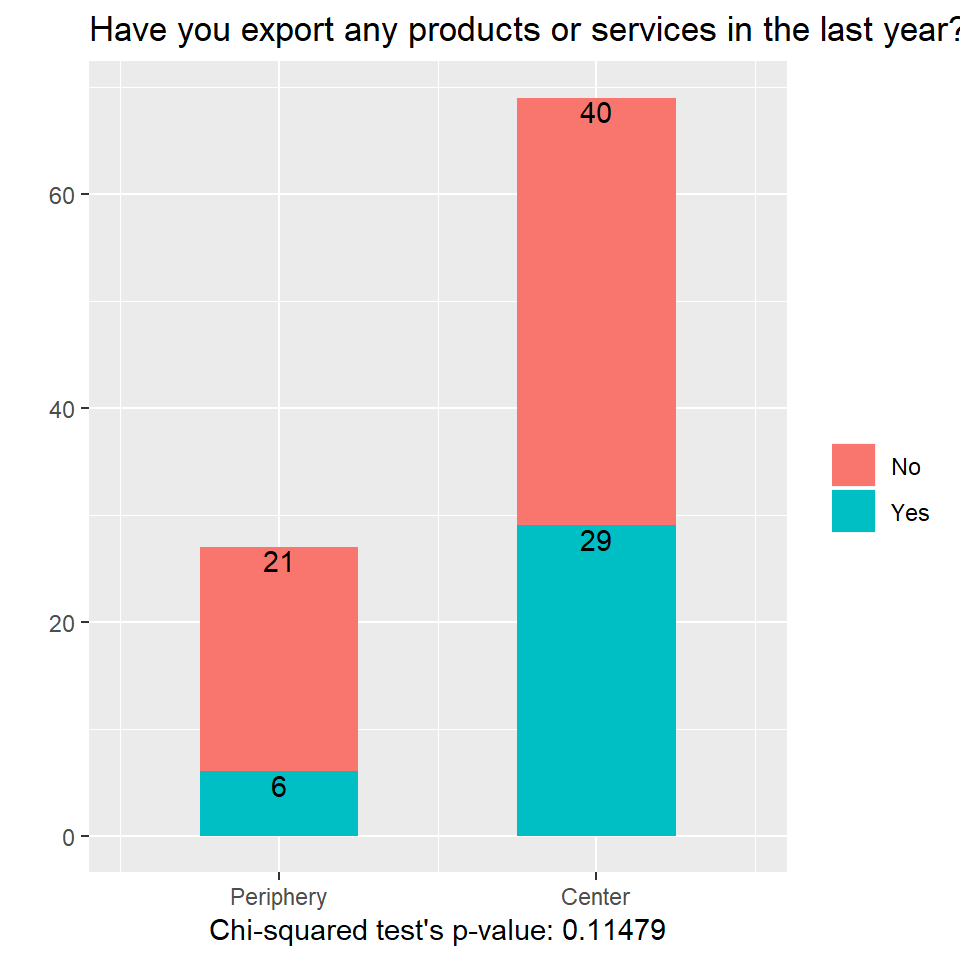 Have you export any products or services in the last year?
40
60
40
No
Yes
29
21
20
6
0
Periphery Center
Chi-squared test's p-value: 0.11479